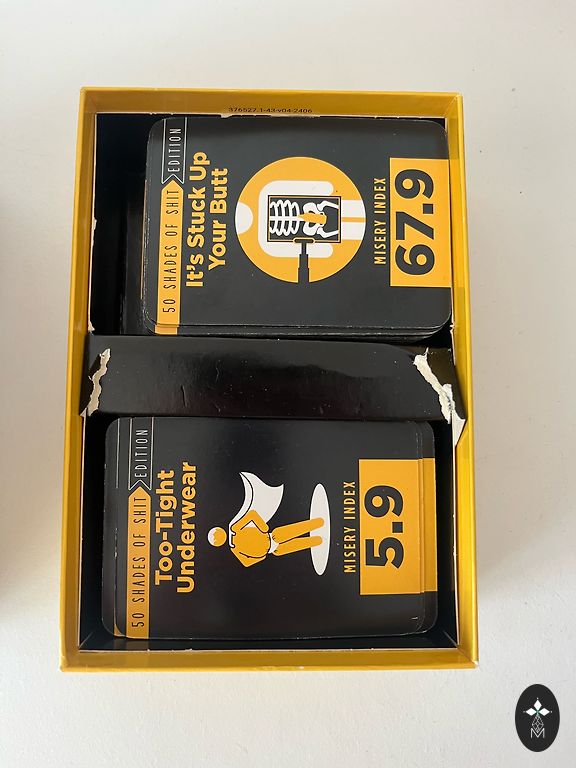 376527.1-43-v04-2406
50 SHADES OF SHIT EDITION
It's Stuck Up
Your Butt
MISERY INDEX
67.9
50 SHADES OF SHIT EDITION
Too-Tight
Underwear
MISERY INDEX
5.9
M